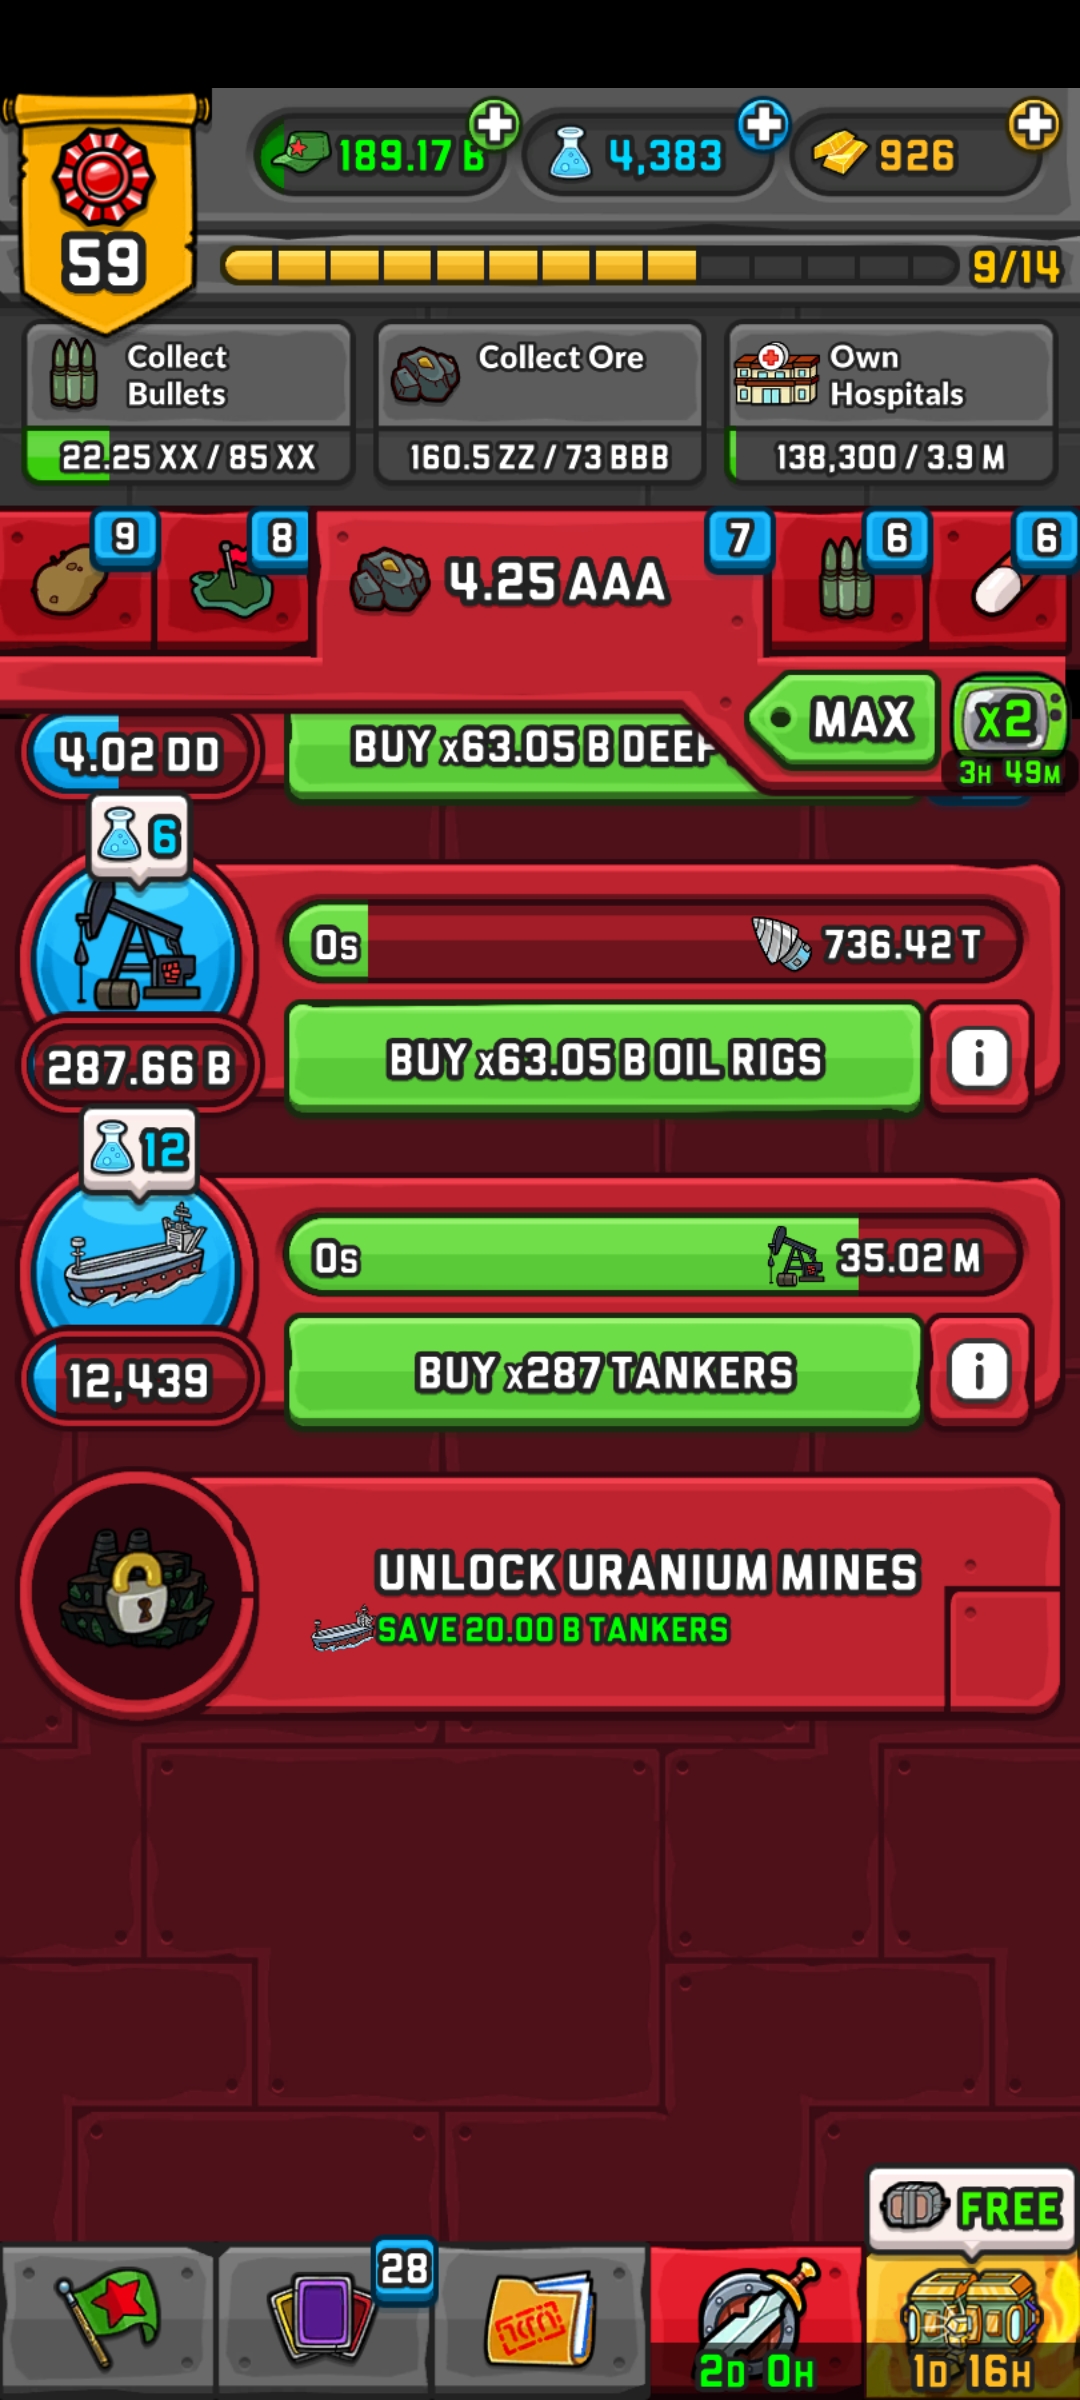 189.17 B
4,383
926
59
9/14
Collect
Bullets
22.25 XX / 85 XX
Collect Ore
160.5 ZZ / 73 BBB
Own
Hospitals
138,300 / 3.9 M
9
8
4.25 AAA
7
6
6
MAX
x2
3H 49M
4.02 DD
BUY x63.05 B DEEP
6
0s
736.42 T
287.66 B
BUY x63.05 B OIL RIGS
i
12
0s
35.02 M
12,439
BUY x287 TANKERS
i
UNLOCK URANIUM MINES
SAVE 20.00 B TANKERS
FREE
28
2D 0H
1D 16H